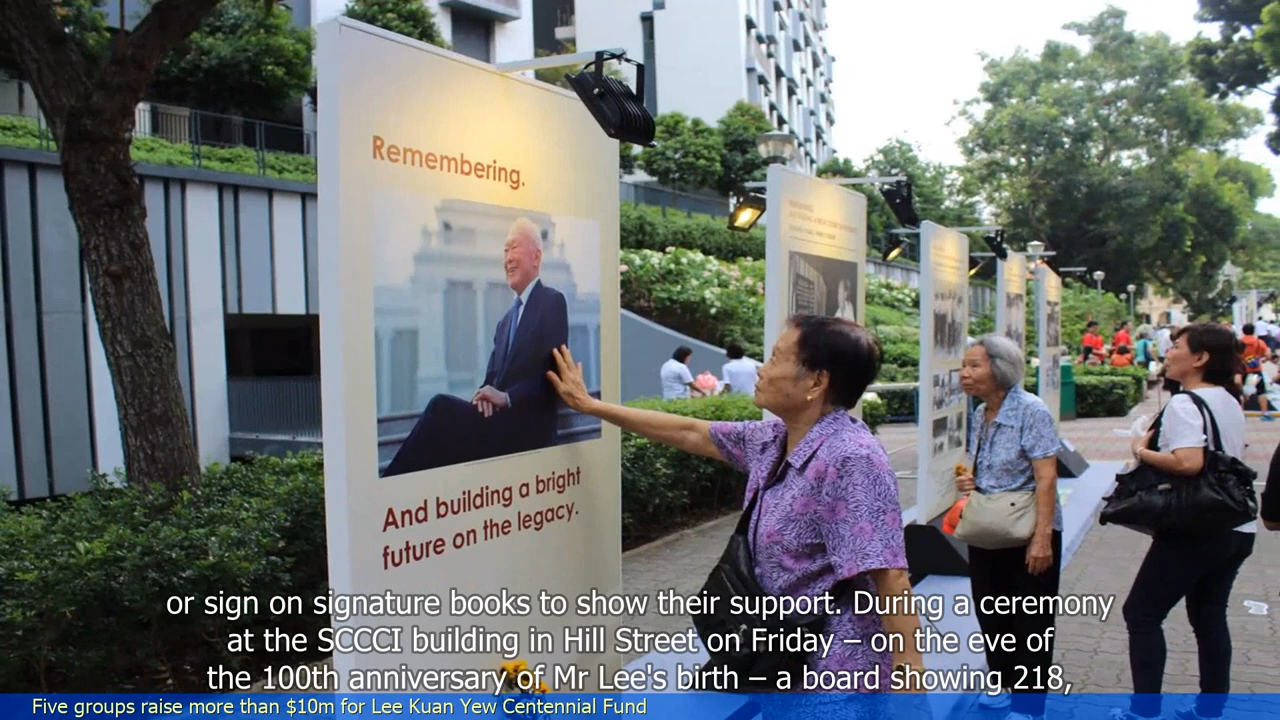 Remembering.
And building a bright
future on the legacy.
or sign on signature books to show their support. During a ceremony
at the SCCCI building in Hill Street on Friday – on the eve of
the 100th anniversary of Mr Lee's birth – a board showing 218,
Five groups raise more than $10m for Lee Kuan Yew Centennial Fund